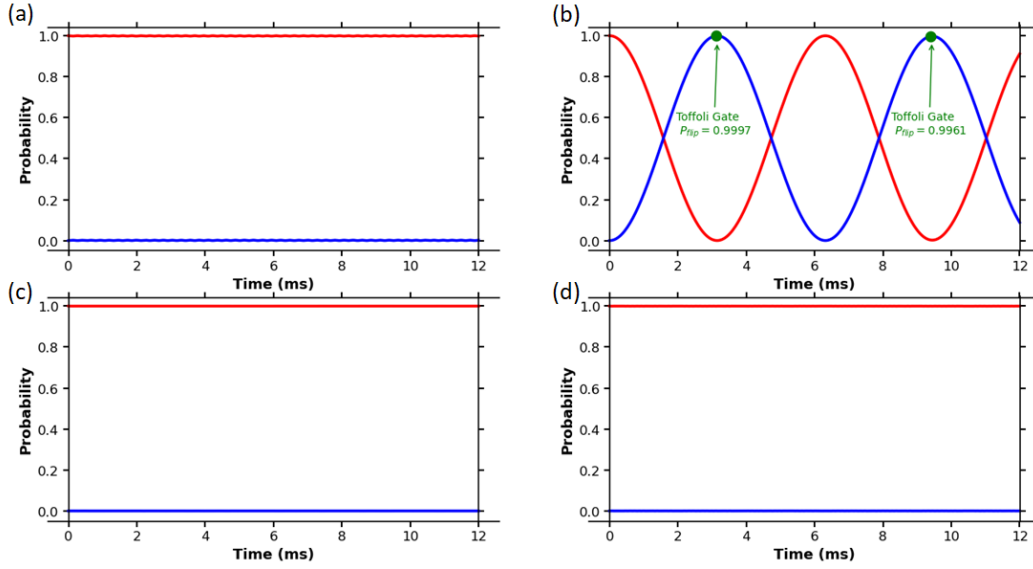 (a)
1.0
0.8
0.6
0.4
0.2
0.0
Probability
0 2 4 6 8 10 12
Time (ms)
(b)
1.0
0.8
0.6
0.4
0.2
0.0
Probability
Toffoli Gate
P_flip = 0.9997
Toffoli Gate
P_flip = 0.9961
0 2 4 6 8 10 12
Time (ms)
(c)
1.0
0.8
0.6
0.4
0.2
0.0
Probability
0 2 4 6 8 10 12
Time (ms)
(d)
1.0
0.8
0.6
0.4
0.2
0.0
Probability
0 2 4 6 8 10 12
Time (ms)